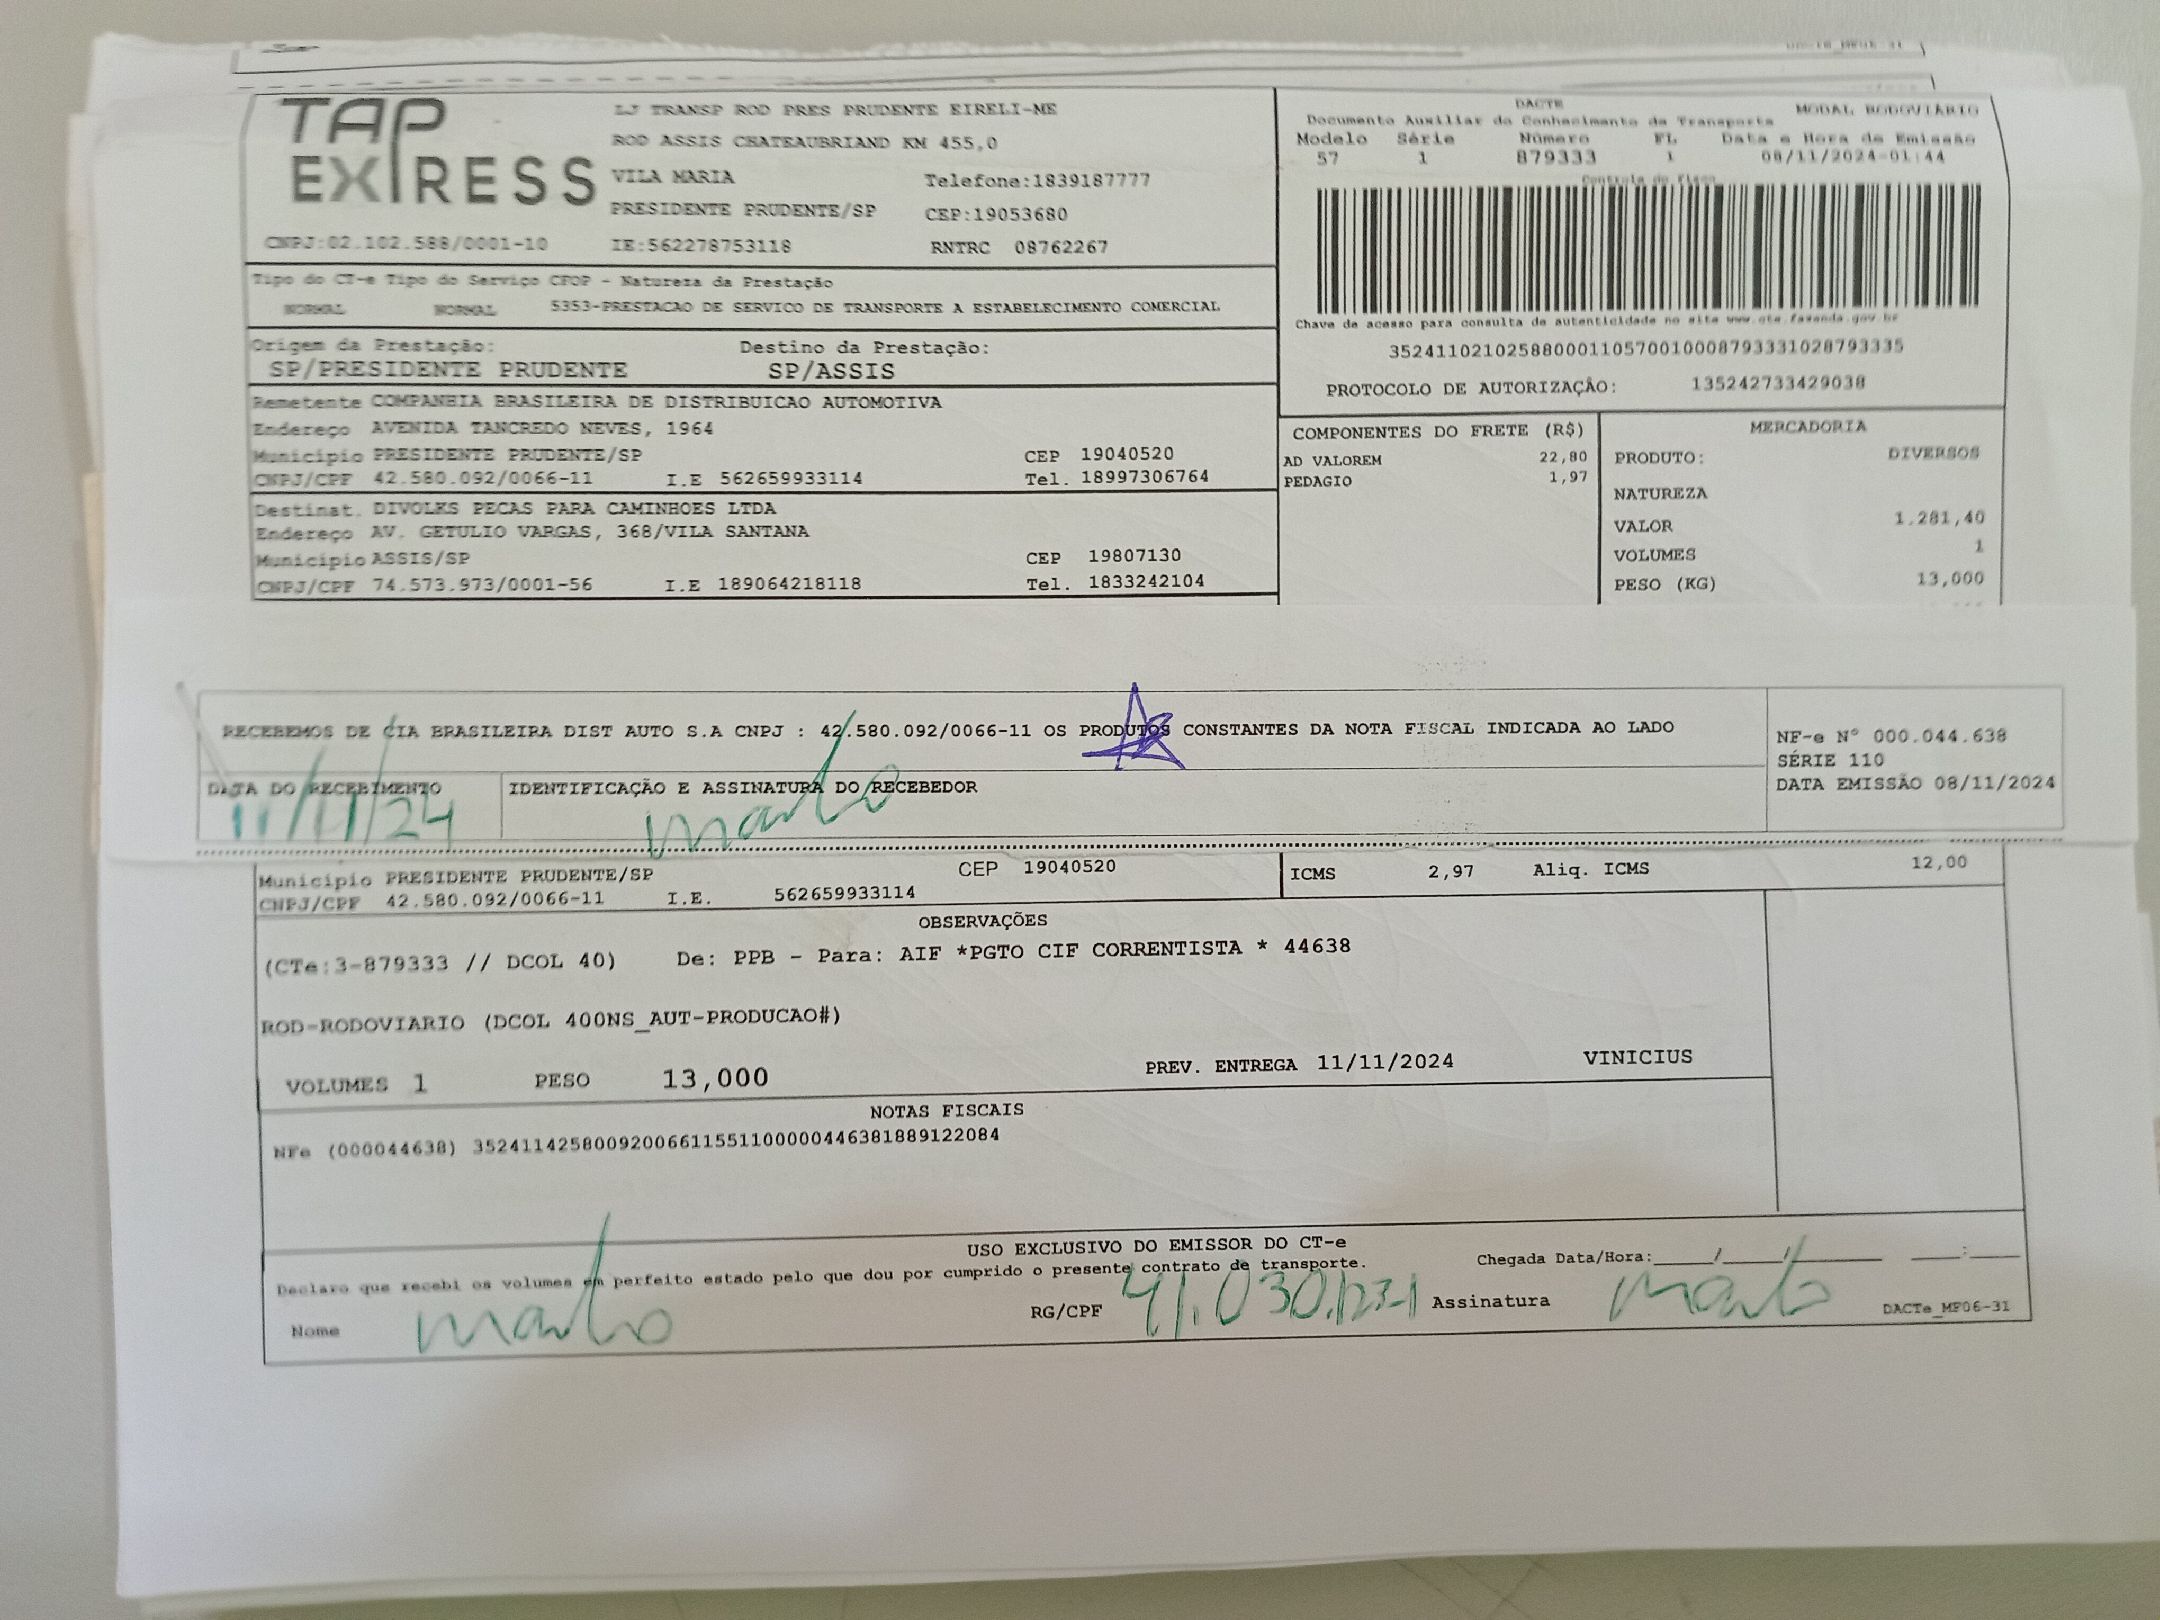 TAP EXPRESS
LJ TRANSP ROD PRES PRUDENTE EIRELI-ME
ROD ASSIS CHATEAUBRIAND KM 455,0
VILA MARIA Telefone:1839187777
PRESIDENTE PRUDENTE/SP CEP:19053680
CNPJ:02.102.588/0001-10 IE:562278753118 RNTRC 08762267
DACTE MODAL RODOVIÁRIO
Documento Auxiliar do Conhecimento de Transporte
Modelo Série Número FL Data e Hora de Emissão
57 1 879333 1 08/11/2024-01:44
Controle do Fisco
Chave de acesso para consulta de autenticidade no site www.cte.fazenda.gov.br
35241102102588000110570010008793331028793335
PROTOCOLO DE AUTORIZAÇÃO: 135242733429038
Tipo do CT-e Tipo do Serviço CFOP - Natureza da Prestação
NORMAL NORMAL 5353-PRESTACAO DE SERVICO DE TRANSPORTE A ESTABELECIMENTO COMERCIAL
Origem da Prestação: Destino da Prestação:
SP/PRESIDENTE PRUDENTE SP/ASSIS
Remetente COMPANHIA BRASILEIRA DE DISTRIBUICAO AUTOMOTIVA
Endereço AVENIDA TANCREDO NEVES, 1964
Município PRESIDENTE PRUDENTE/SP CEP 19040520
CNPJ/CPF 42.580.092/0066-11 I.E 562659933114 Tel. 18997306764
Destinat. DIVOLKS PECAS PARA CAMINHOES LTDA
Endereço AV. GETULIO VARGAS, 368/VILA SANTANA
Município ASSIS/SP CEP 19807130
CNPJ/CPF 74.573.973/0001-56 I.E 189064218118 Tel. 1833242104
COMPONENTES DO FRETE (R$)
AD VALOREM 22,80
PEDAGIO 1,97
MERCADORIA
PRODUTO: DIVERSOS
NATUREZA
VALOR 1.281,40
VOLUMES 1
PESO (KG) 13,000
RECEBEMOS DE CIA BRASILEIRA DIST AUTO S.A CNPJ : 42.580.092/0066-11 OS PRODUTOS CONSTANTES DA NOTA FISCAL INDICADA AO LADO
NF-e N° 000.044.638
SÉRIE 110
DATA EMISSÃO 08/11/2024
DATA DO RECEBIMENTO IDENTIFICAÇÃO E ASSINATURA DO RECEBEDOR
11/11/24
Município PRESIDENTE PRUDENTE/SP CEP 19040520
CNPJ/CPF 42.580.092/0066-11 I.E. 562659933114
ICMS 2,97 Aliq. ICMS 12,00
OBSERVAÇÕES
(CTe:3-879333 // DCOL 40) De: PPB - Para: AIF *PGTO CIF CORRENTISTA * 44638
ROD-RODOVIARIO (DCOL 400NS_AUT-PRODUCAO#)
VOLUMES 1 PESO 13,000 PREV. ENTREGA 11/11/2024 VINICIUS
NOTAS FISCAIS
NFe (000044638) 35241142580092006611551100000446381889122084
USO EXCLUSIVO DO EMISSOR DO CT-e
Declaro que recebi os volumes em perfeito estado pelo que dou por cumprido o presente contrato de transporte. Chegada Data/Hora:____/____/____ __:__
Nome RG/CPF Assinatura DACTe_MF06-3I